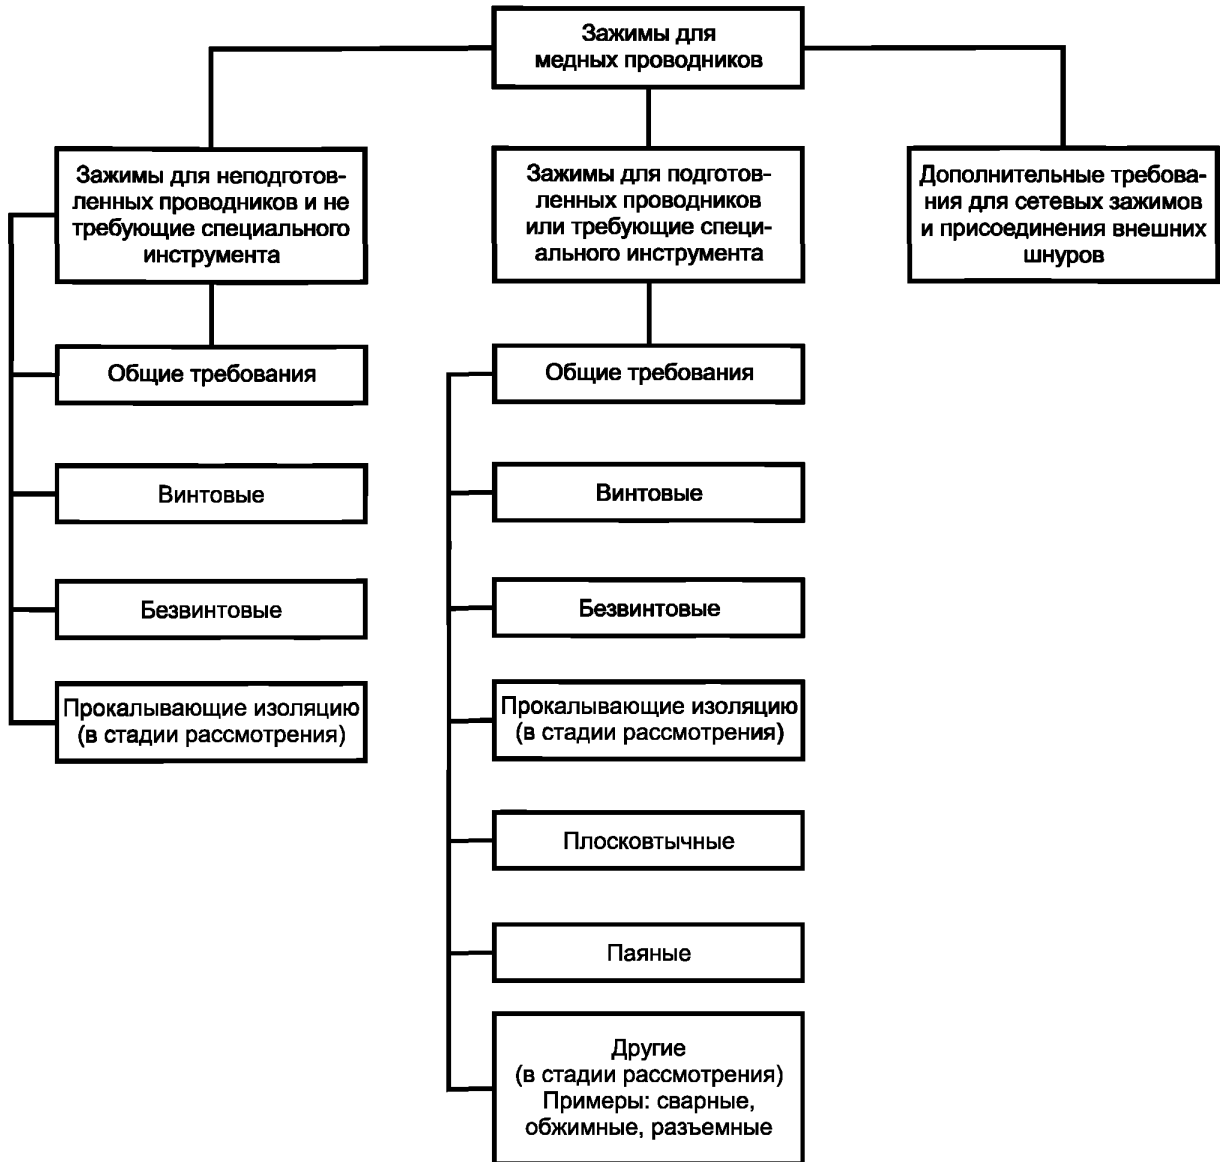 Зажимы для
медных проводников
Зажимы для неподготов-
ленных проводников и не
требующие специального
инструмента
Зажимы для подготов-
ленных проводников
или требующие специ-
ального инструмента
Дополнительные требова-
ния для сетевых зажимов
и присоединения внешних
шнуров
Общие требования
Винтовые
Безвинтовые
Прокалывающие изоляцию
(в стадии рассмотрения)
Общие требования
Винтовые
Безвинтовые
Прокалывающие изоляцию
(в стадии рассмотрения)
Плосковтычные
Паяные
Другие
(в стадии рассмотрения)
Примеры: сварные,
обжимные, разъемные